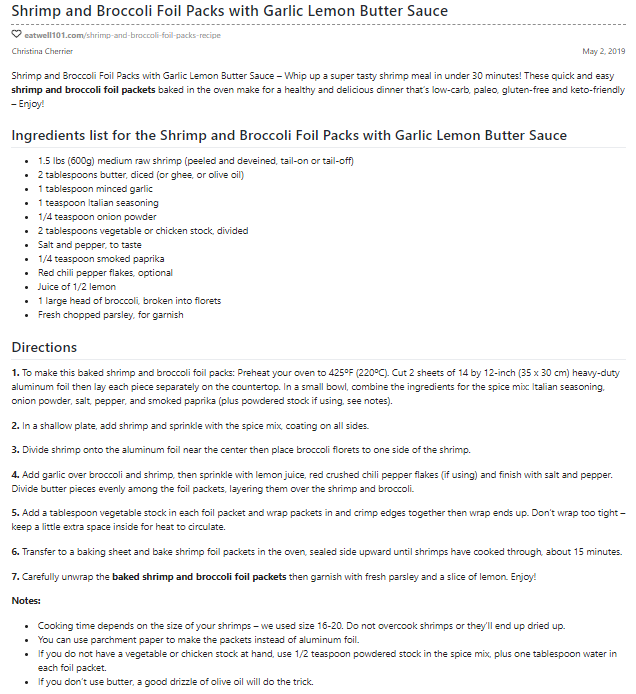 Shrimp and Broccoli Foil Packs with Garlic Lemon Butter Sauce
eatwell101.com/shrimp-and-broccoli-foil-packs-recipe
Christina Cherrier May 2, 2019
Shrimp and Broccoli Foil Packs with Garlic Lemon Butter Sauce – Whip up a super tasty shrimp meal in under 30 minutes! These quick and easy
shrimp and broccoli foil packets baked in the oven make for a healthy and delicious dinner that's low-carb, paleo, gluten-free and keto-friendly
– Enjoy!
Ingredients list for the Shrimp and Broccoli Foil Packs with Garlic Lemon Butter Sauce
• 1.5 lbs (600g) medium raw shrimp (peeled and deveined, tail-on or tail-off)
• 2 tablespoons butter, diced (or ghee, or olive oil)
• 1 tablespoon minced garlic
• 1 teaspoon Italian seasoning
• 1/4 teaspoon onion powder
• 2 tablespoons vegetable or chicken stock, divided
• Salt and pepper, to taste
• 1/4 teaspoon smoked paprika
• Red chili pepper flakes, optional
• Juice of 1/2 lemon
• 1 large head of broccoli, broken into florets
• Fresh chopped parsley, for garnish
Directions
1. To make this baked shrimp and broccoli foil packs: Preheat your oven to 425ºF (220ºC). Cut 2 sheets of 14 by 12-inch (35 x 30 cm) heavy-duty
aluminum foil then lay each piece separately on the countertop. In a small bowl, combine the ingredients for the spice mix: Italian seasoning,
onion powder, salt, pepper, and smoked paprika (plus powdered stock if using, see notes).
2. In a shallow plate, add shrimp and sprinkle with the spice mix, coating on all sides.
3. Divide shrimp onto the aluminum foil near the center then place broccoli florets to one side of the shrimp.
4. Add garlic over broccoli and shrimp, then sprinkle with lemon juice, red crushed chili pepper flakes (if using) and finish with salt and pepper.
Divide butter pieces evenly among the foil packets, layering them over the shrimp and broccoli.
5. Add a tablespoon vegetable stock in each foil packet and wrap packets in and crimp edges together then wrap ends up. Don't wrap too tight –
keep a little extra space inside for heat to circulate.
6. Transfer to a baking sheet and bake shrimp foil packets in the oven, sealed side upward until shrimps have cooked through, about 15 minutes.
7. Carefully unwrap the baked shrimp and broccoli foil packets then garnish with fresh parsley and a slice of lemon. Enjoy!
Notes:
• Cooking time depends on the size of your shrimps – we used size 16-20. Do not overcook shrimps or they'll end up dried up.
• You can use parchment paper to make the packets instead of aluminum foil.
• If you do not have a vegetable or chicken stock at hand, use 1/2 teaspoon powdered stock in the spice mix, plus one tablespoon water in
each foil packet.
• If you don't use butter, a good drizzle of olive oil will do the trick.